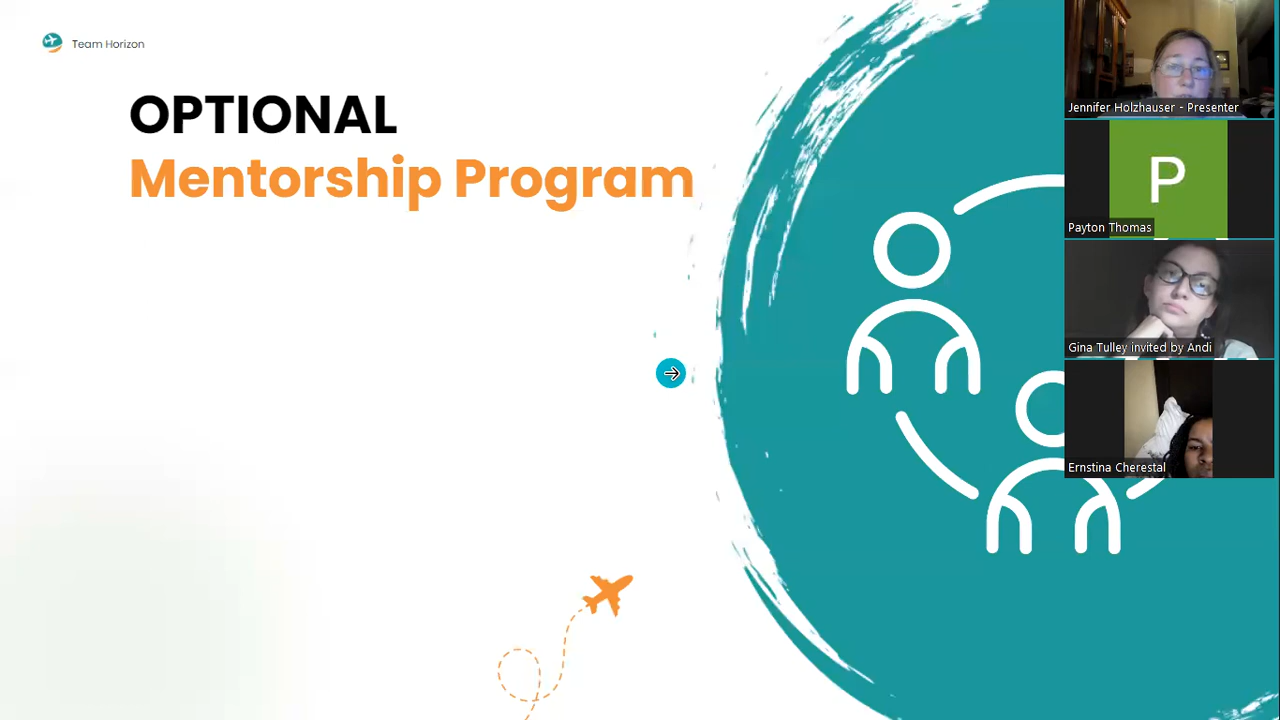 Team Horizon
OPTIONAL
Mentorship Program
Jennifer Holzhauser - Presenter
P
Payton Thomas
Gina Tulley invited by Andi
Ernstina Cherestal